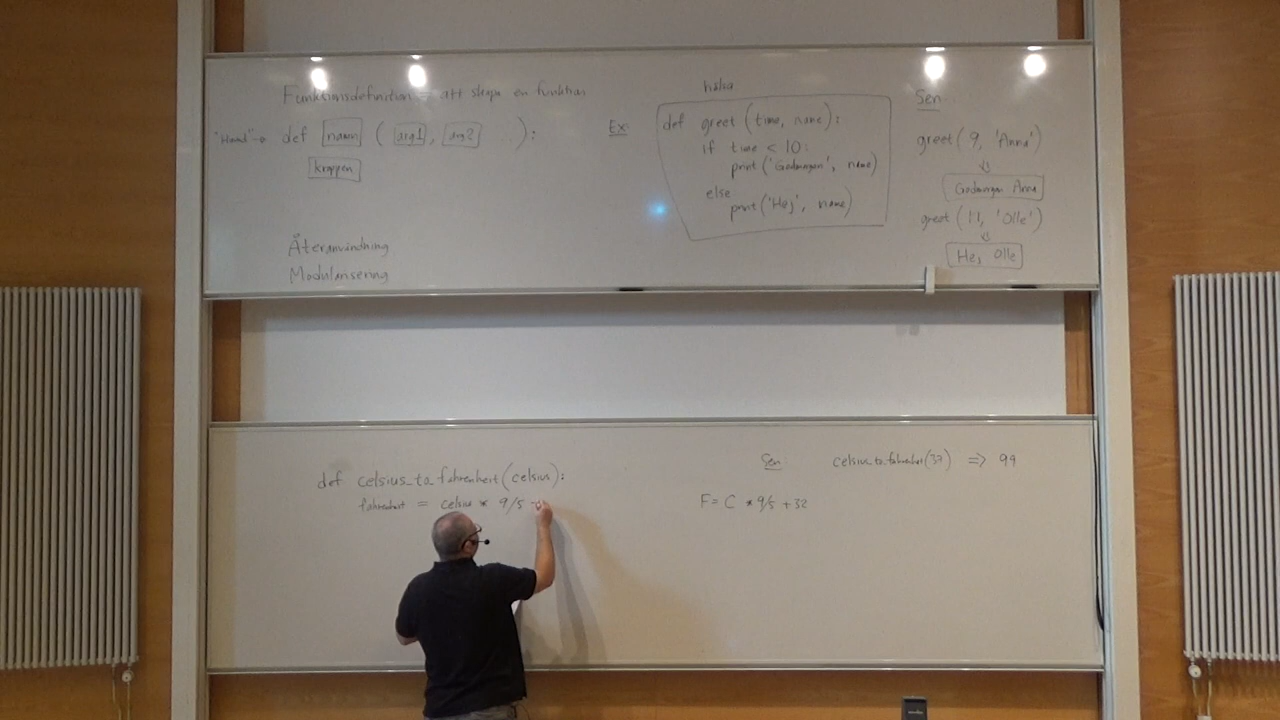 Funktionsdefinition = att skapa en funktion
"Huvud" → def namn ( arg1, arg2 ):
kroppen
Återanvändning
Modularisering
hälsa
Ex:
def greet (time, name):
if time < 10:
print ('Godmorgon', name)
else
print ('Hej', name)
Sen:
greet ( 9, 'Anna')
Godmorgon Anna
greet ( 11, 'Olle')
Hej Olle
def celsius_to_fahrenheit (celsius):
fahrenheit = celsius * 9/5
Sen:
celsius_to_fahrenheit (37) => 99
F = C * 9/5 + 32